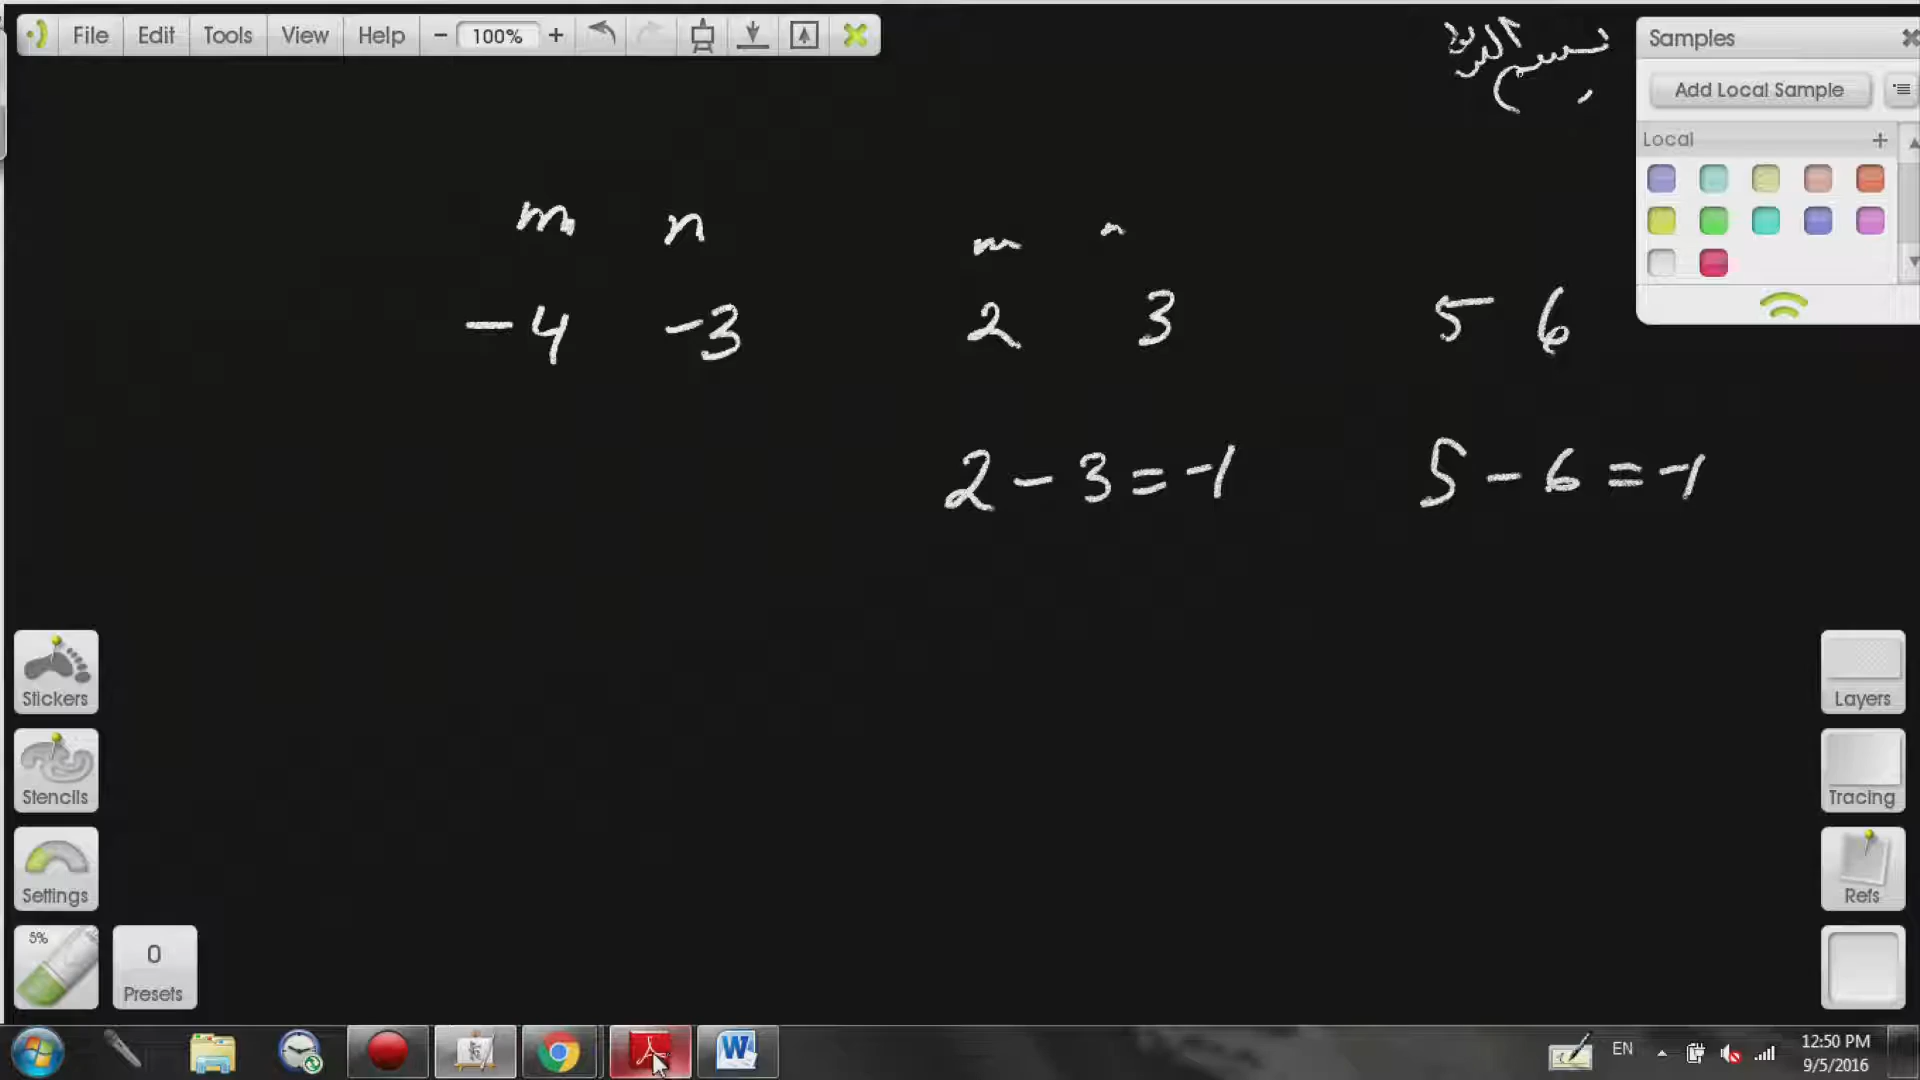 File Edit Tools View Help − 100% +
بسم الله
Samples
Add Local Sample
Local +
m n m n
-4 -3 2 3 5 6
2 - 3 = -1 5 - 6 = -1
Stickers
Stencils
Settings
5%
0
Presets
Layers
Tracing
Refs
EN
12:50 PM
9/5/2016